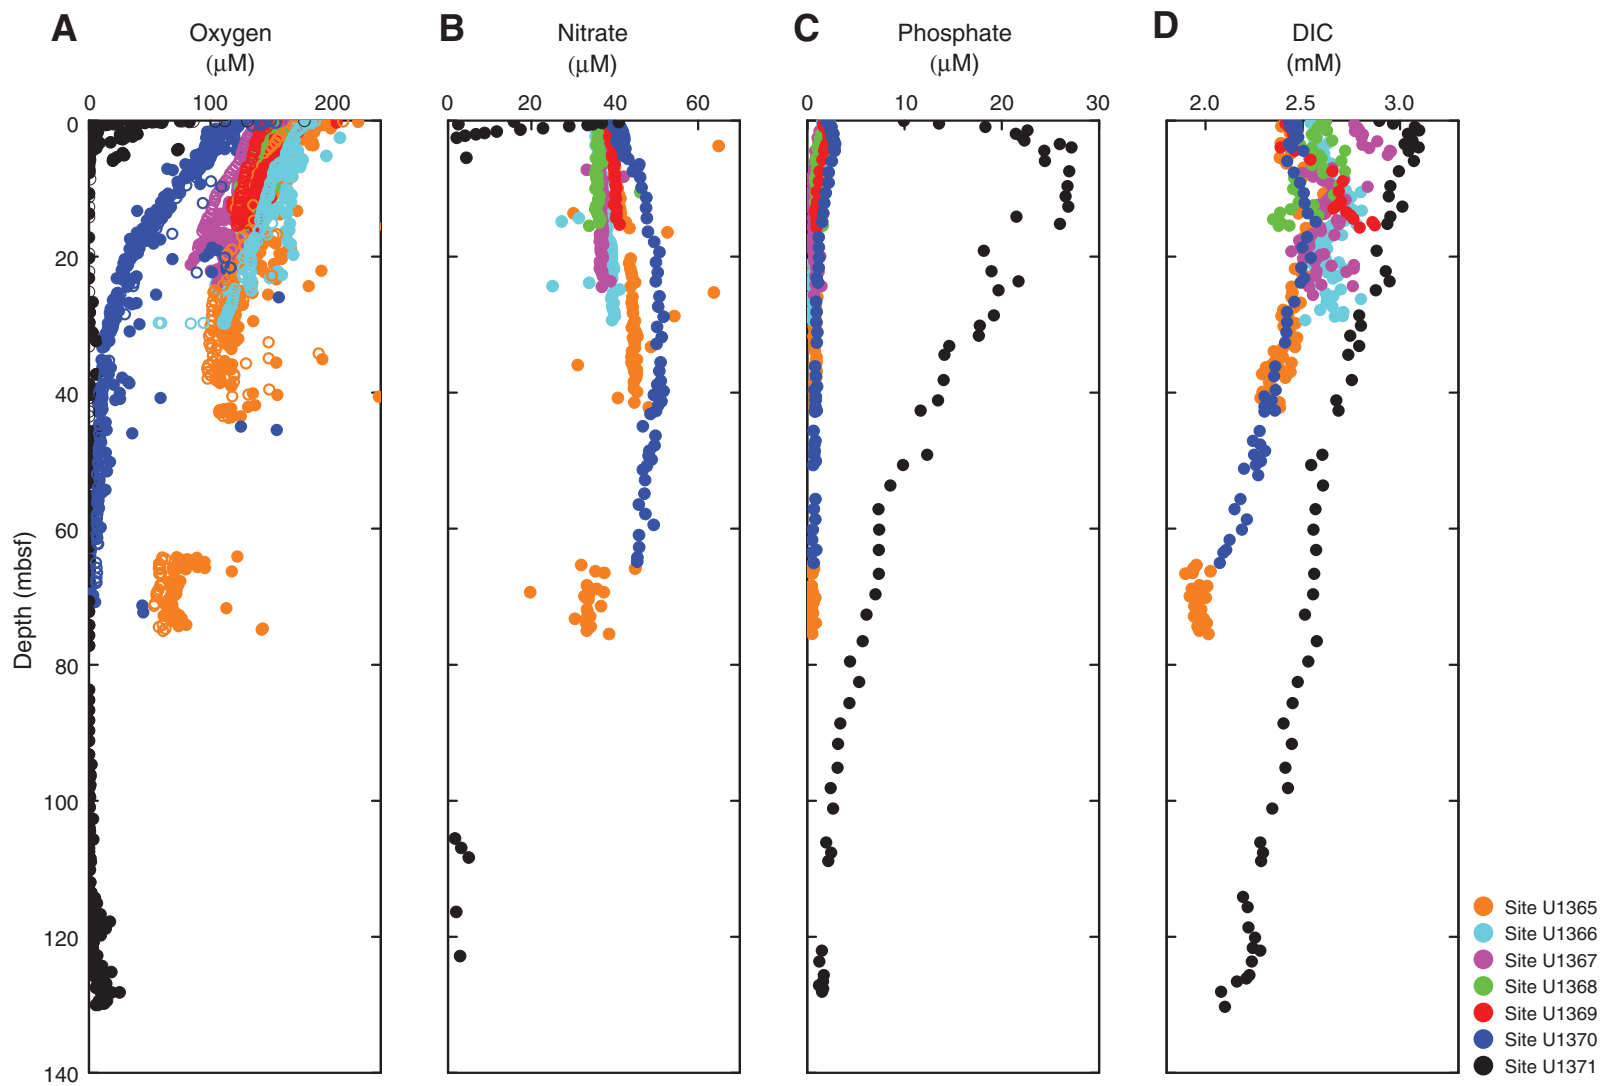 A
Oxygen
(μM)
B
Nitrate
(μM)
C
Phosphate
(μM)
D
DIC
(mM)
0 100 200
0 20 40 60
0 10 20 30
2.0 2.5 3.0
0
20
40
60
80
100
120
140
Depth (mbsf)
Site U1365
Site U1366
Site U1367
Site U1368
Site U1369
Site U1370
Site U1371